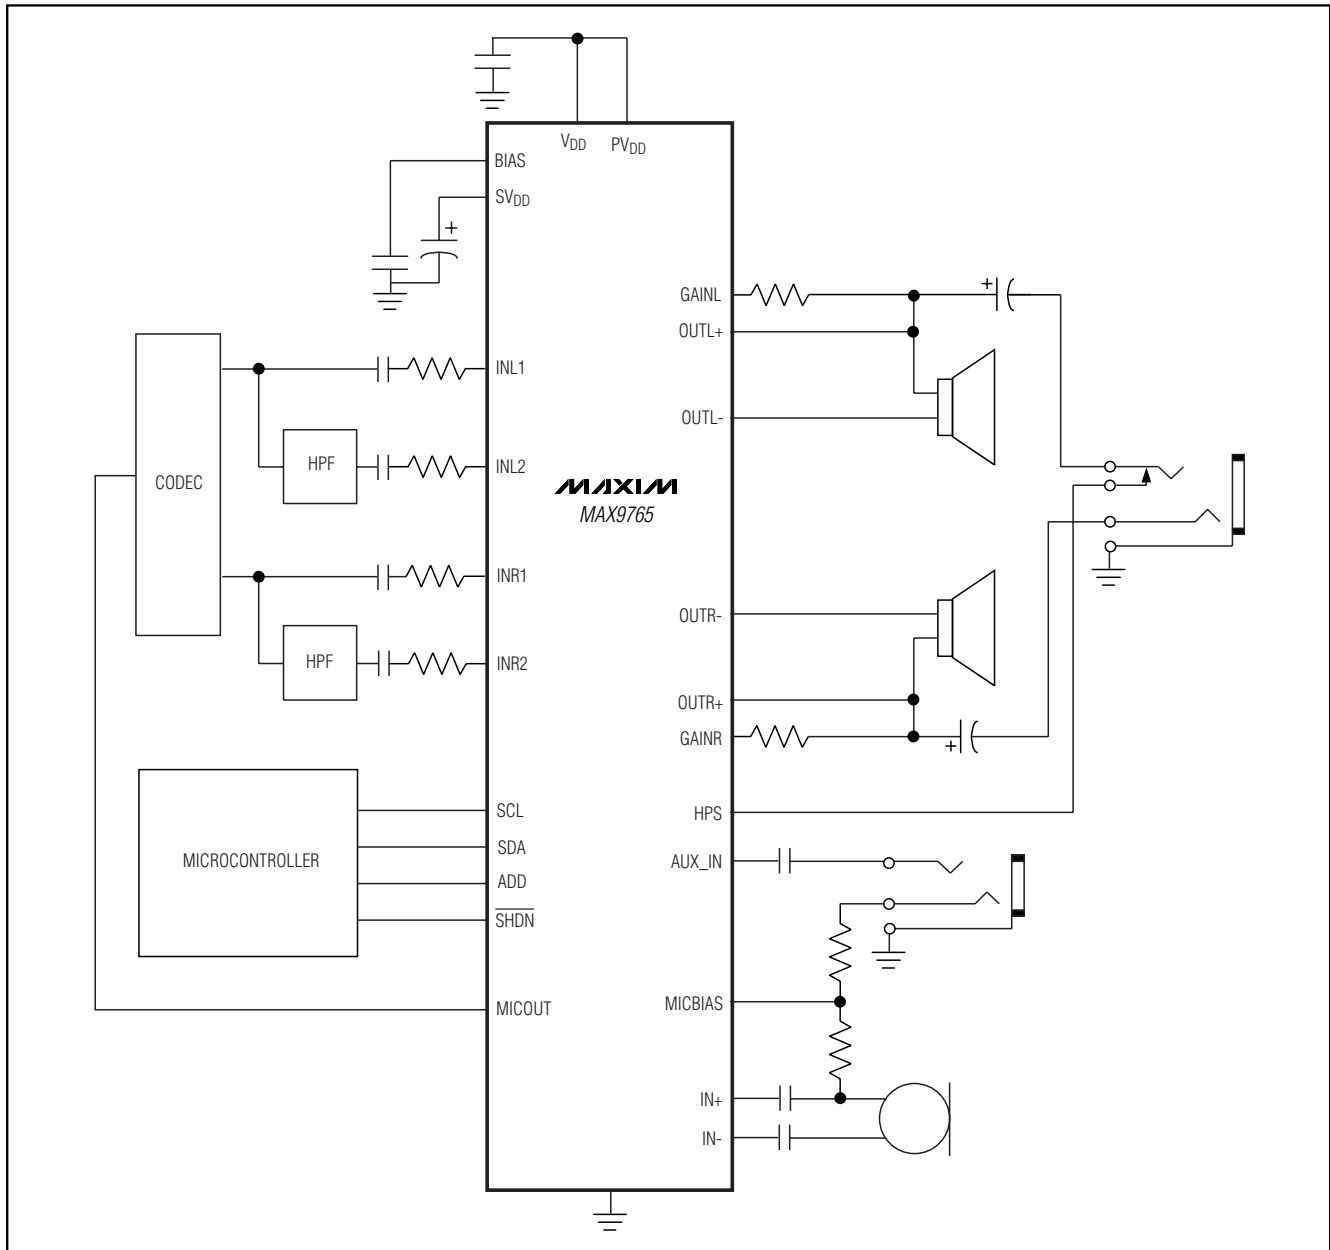 VDD PVDD
BIAS
SVDD
GAINL
OUTL+
INL1
OUTL-
HPF
INL2
CODEC
MAXIM
MAX9765
INR1
OUTR-
HPF
INR2
OUTR+
GAINR
SCL
HPS
SDA
MICROCONTROLLER
AUX_IN
ADD
SHDN
MICOUT
MICBIAS
IN+
IN-
+
+
+